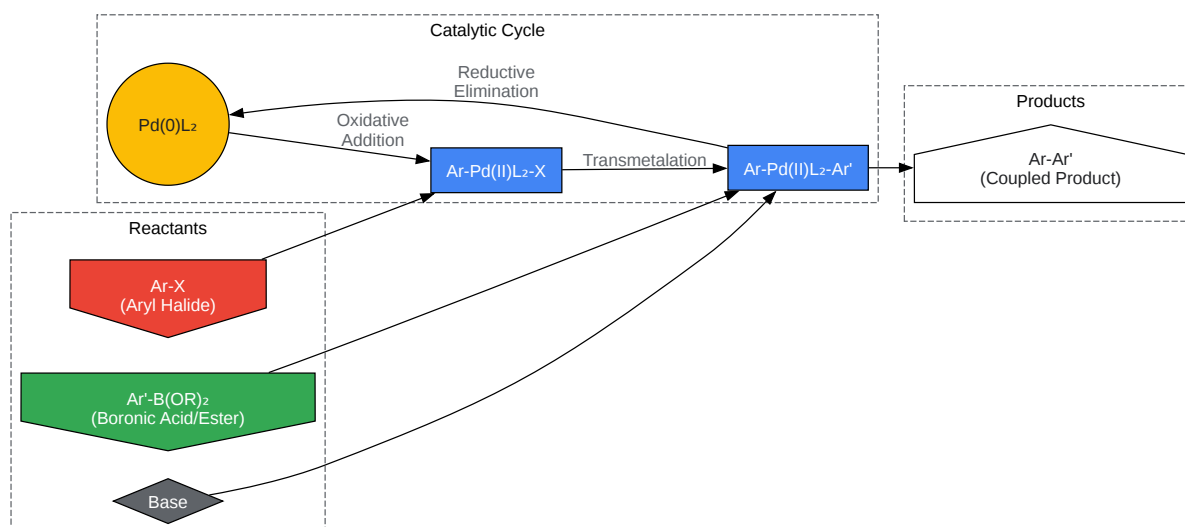 Catalytic Cycle
Reductive
Elimination
Pd(0)L₂
Oxidative
Addition
Ar-Pd(II)L₂-X
Transmetalation
Ar-Pd(II)L₂-Ar'
Products
Ar-Ar'
(Coupled Product)
Reactants
Ar-X
(Aryl Halide)
Ar'-B(OR)₂
(Boronic Acid/Ester)
Base